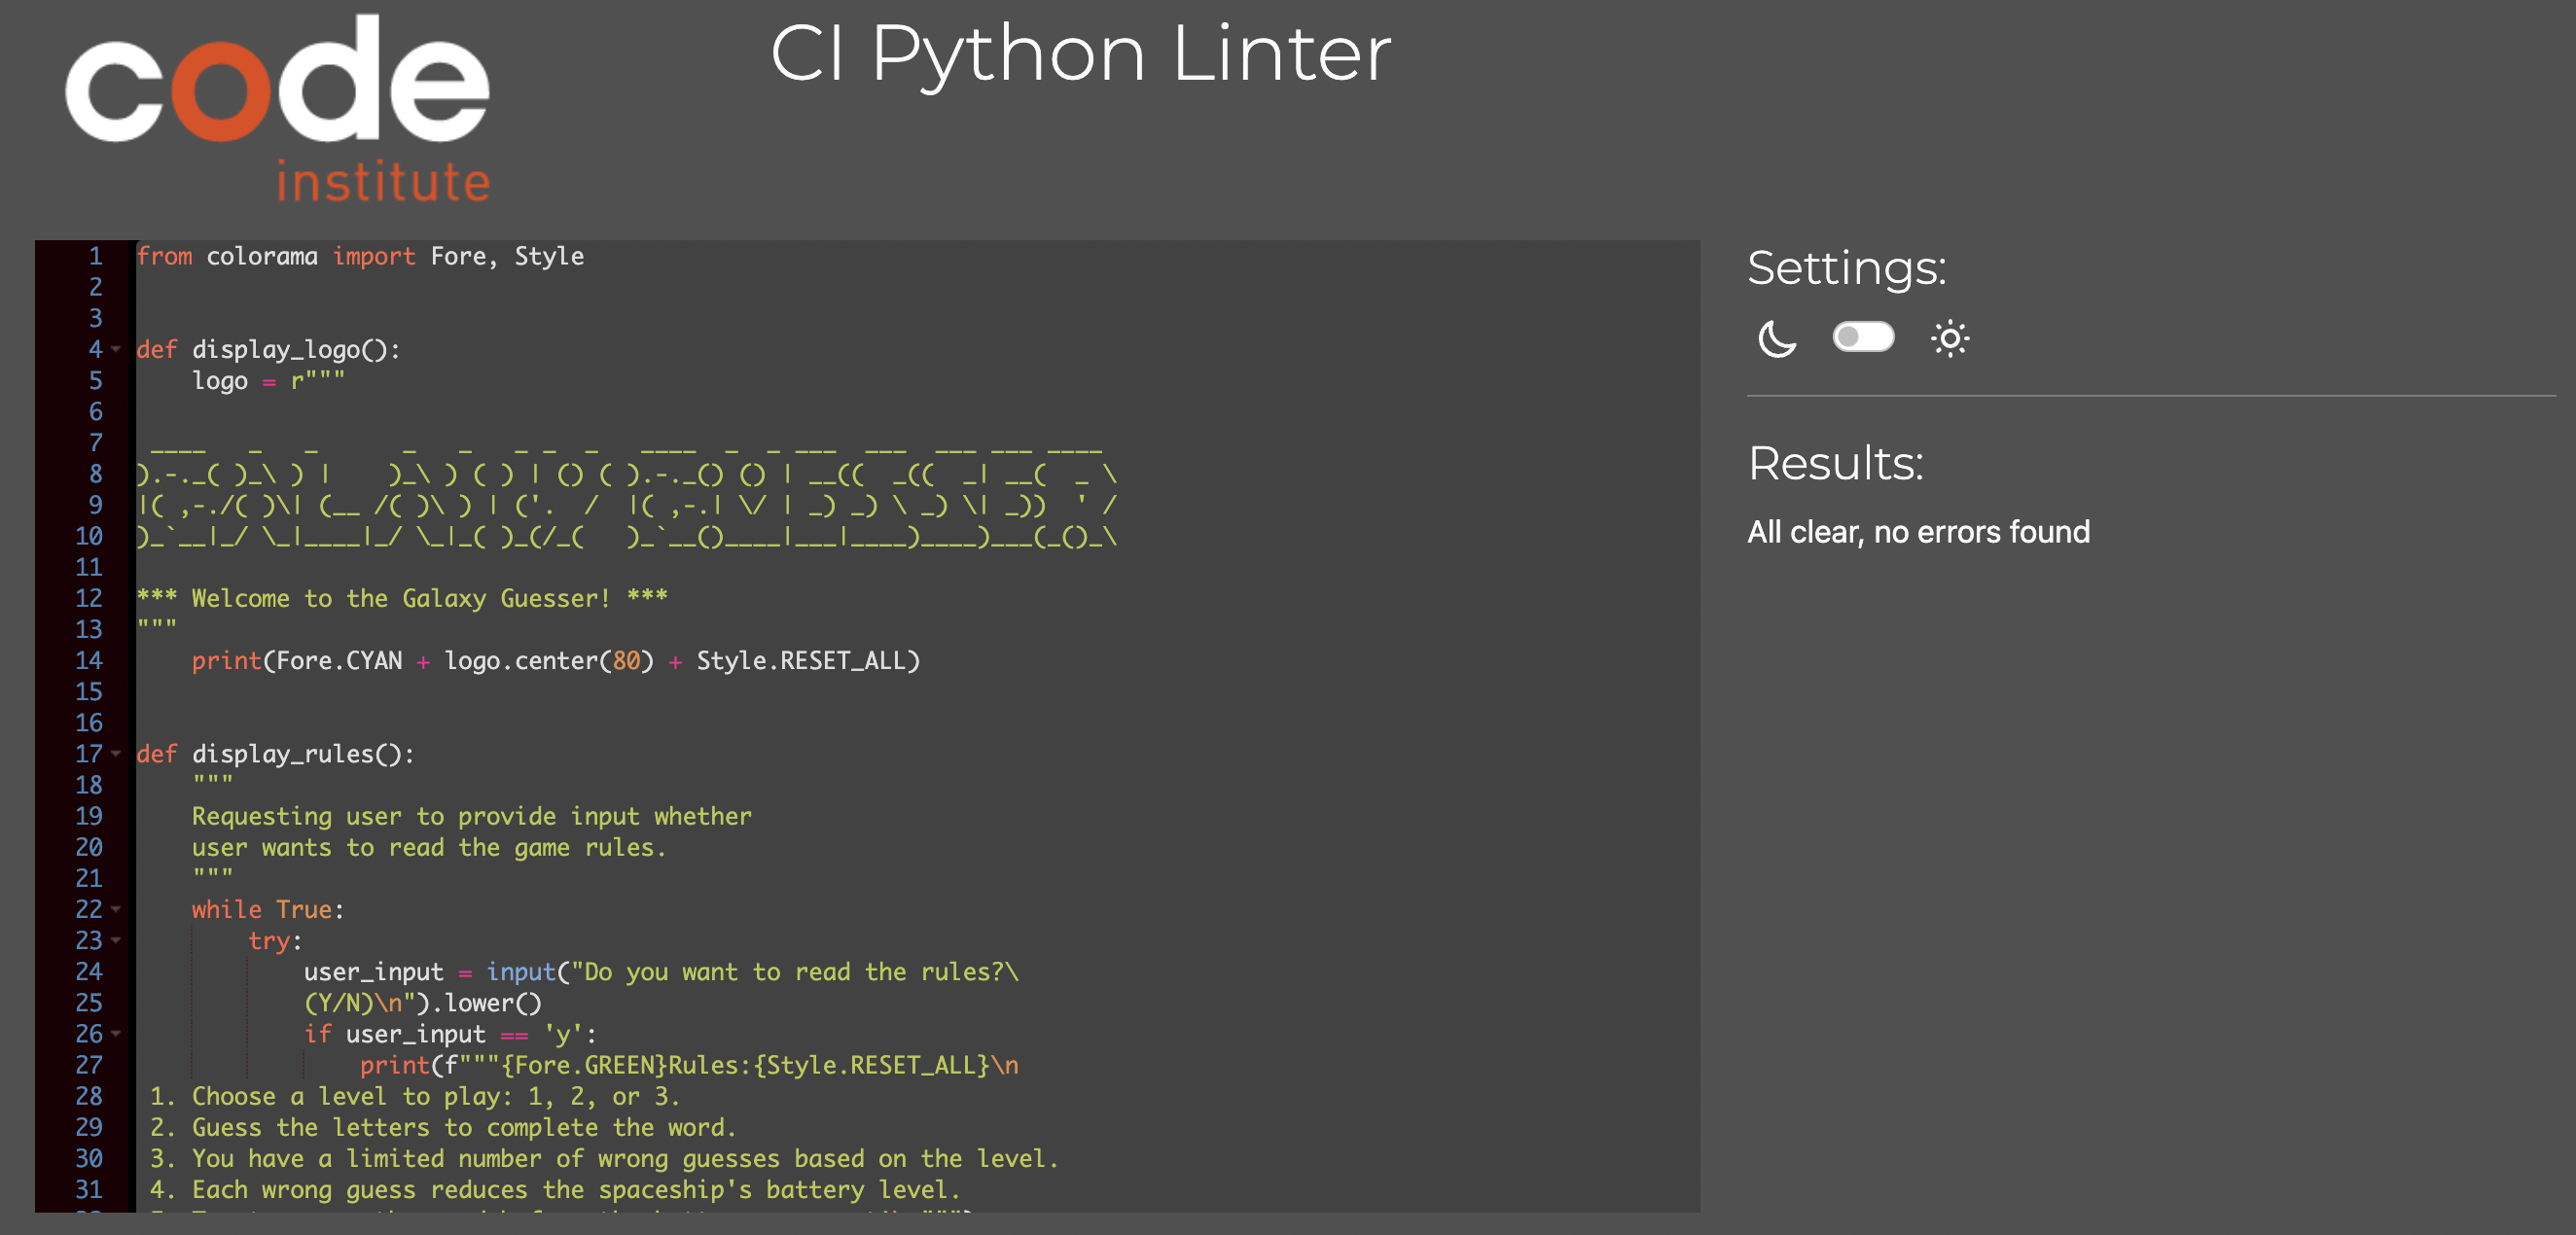 code
institute
CI Python Linter
1 from colorama import Fore, Style
2
3
4 def display_logo():
5     logo = r"""
6
7  ____   _   _      _   _   _ _  _   ____  _  _ ___  ___  ___ ___ ____
8 ).-._( )_\ ) |    )_\ ) ( ) | () ( ).-._() () | __((  _((  _| __(  _ \
9 |( ,-./( )\| (__ /( )\ ) | ('.  /  |( ,-.| \/ | _) _) \ _) \| _))  ' /
10 )_`__|_/ \_|____|_/ \_|_( )_(/_(   )_`__()____|___|____)____)___(_()_\
11
12 *** Welcome to the Galaxy Guesser! ***
13 """
14     print(Fore.CYAN + logo.center(80) + Style.RESET_ALL)
15
16
17 def display_rules():
18     """
19     Requesting user to provide input whether
20     user wants to read the game rules.
21     """
22     while True:
23         try:
24             user_input = input("Do you want to read the rules?\
25             (Y/N)\n").lower()
26             if user_input == 'y':
27                 print(f"""{Fore.GREEN}Rules:{Style.RESET_ALL}\n
28  1. Choose a level to play: 1, 2, or 3.
29  2. Guess the letters to complete the word.
30  3. You have a limited number of wrong guesses based on the level.
31  4. Each wrong guess reduces the spaceship's battery level.
Settings:
Results:
All clear, no errors found